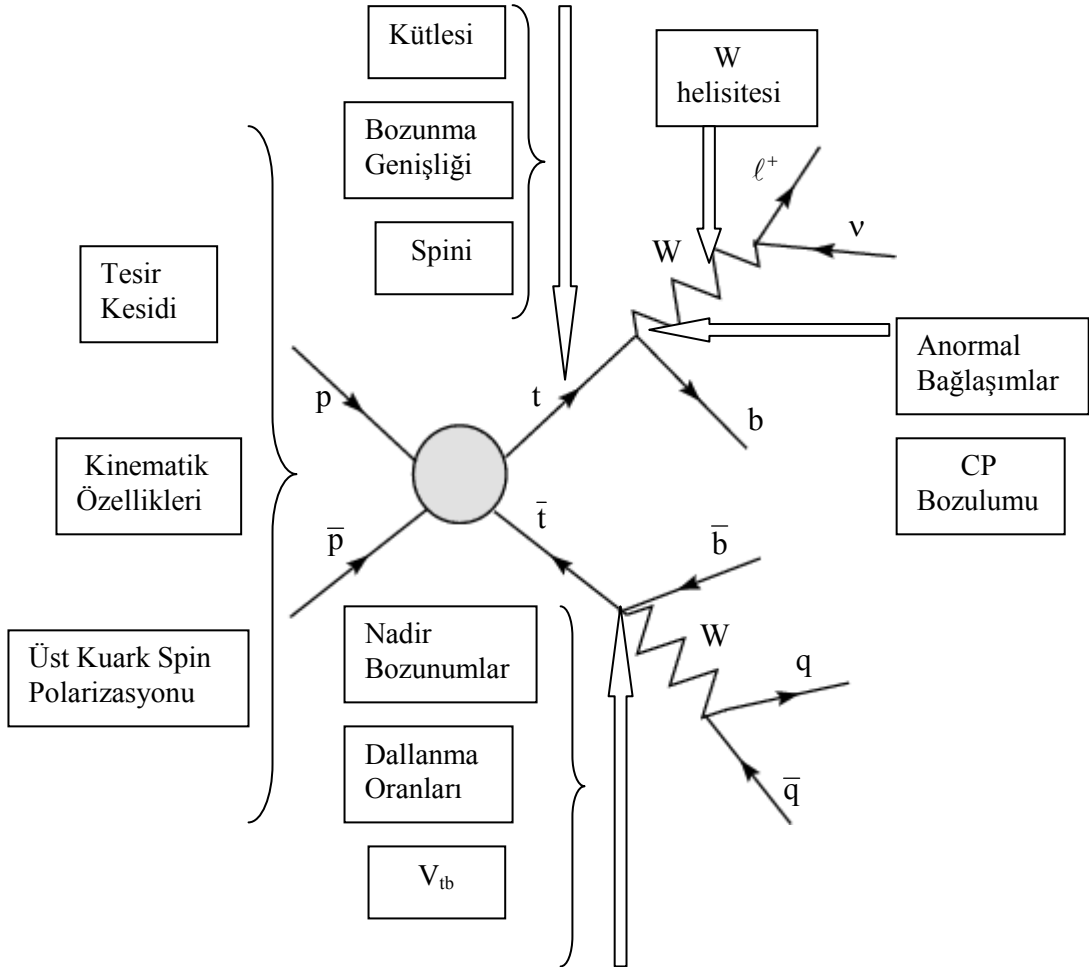 Kütlesi
W
helisitesi
Bozunma
Genişliği
ℓ⁺
Spini
W
ν
Tesir
Kesidi
Anormal
Bağlaşımlar
p
t
b
Kinematik
Özellikleri
CP
Bozulumu
p̅
t̅
b̅
Üst Kuark Spin
Polarizasyonu
Nadir
Bozunumlar
W
q
Dallanma
Oranları
q̅
V_tb